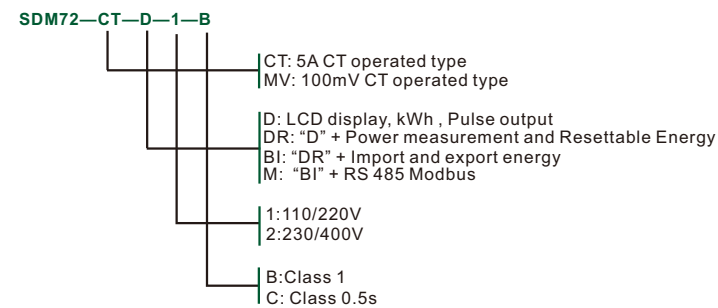 SDM72—CT—D—1—B
CT: 5A CT operated type
MV: 100mV CT operated type
D: LCD display, kWh , Pulse output
DR: “D” + Power measurement and Resettable Energy
BI: “DR” + Import and export energy
M: “BI” + RS 485 Modbus
1:110/220V
2:230/400V
B:Class 1
C: Class 0.5s